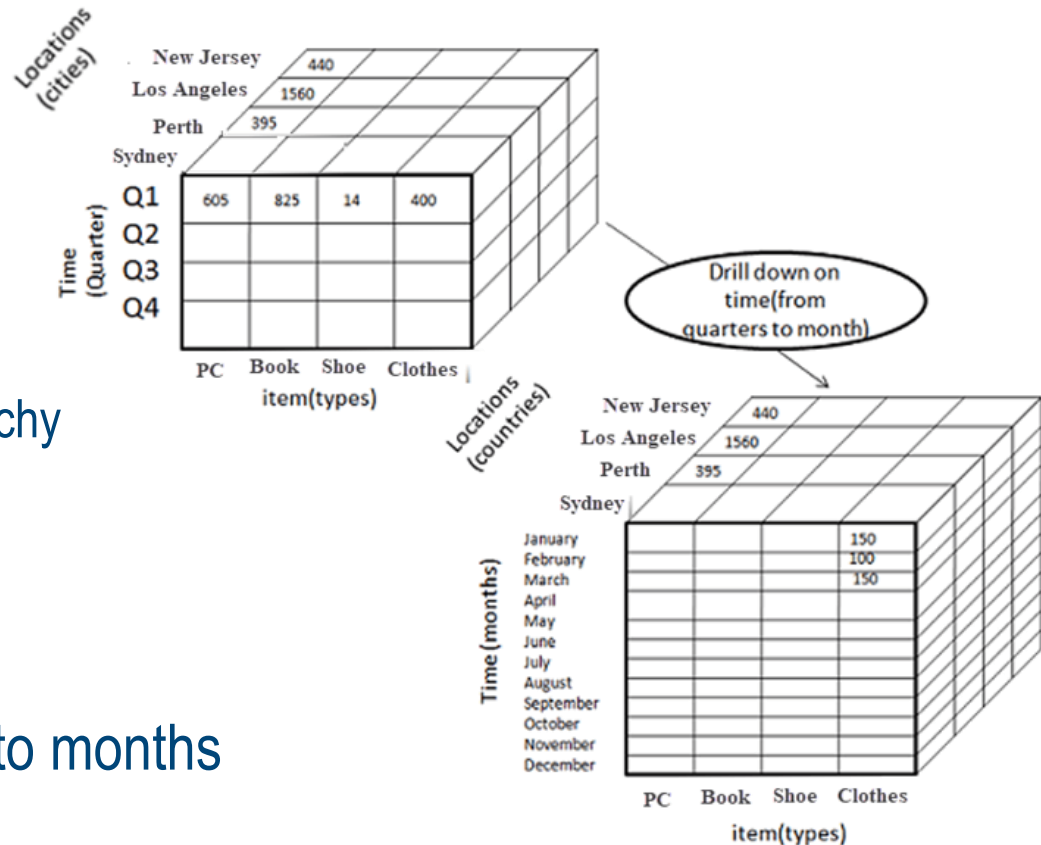 Locations
(cities)
New Jersey
Los Angeles
Perth
Sydney
440
1560
395
Time
(Quarter)
Q1
Q2
Q3
Q4
605 825 14 400
PC Book Shoe Clothes
item(types)
Drill down on
time(from
quarters to month)
chy
to months
Locations
(countries)
New Jersey
Los Angeles
Perth
Sydney
440
1560
395
Time (months)
January 150
February 100
March 150
April
May
June
July
August
September
October
November
December
PC Book Shoe Clothes
item(types)